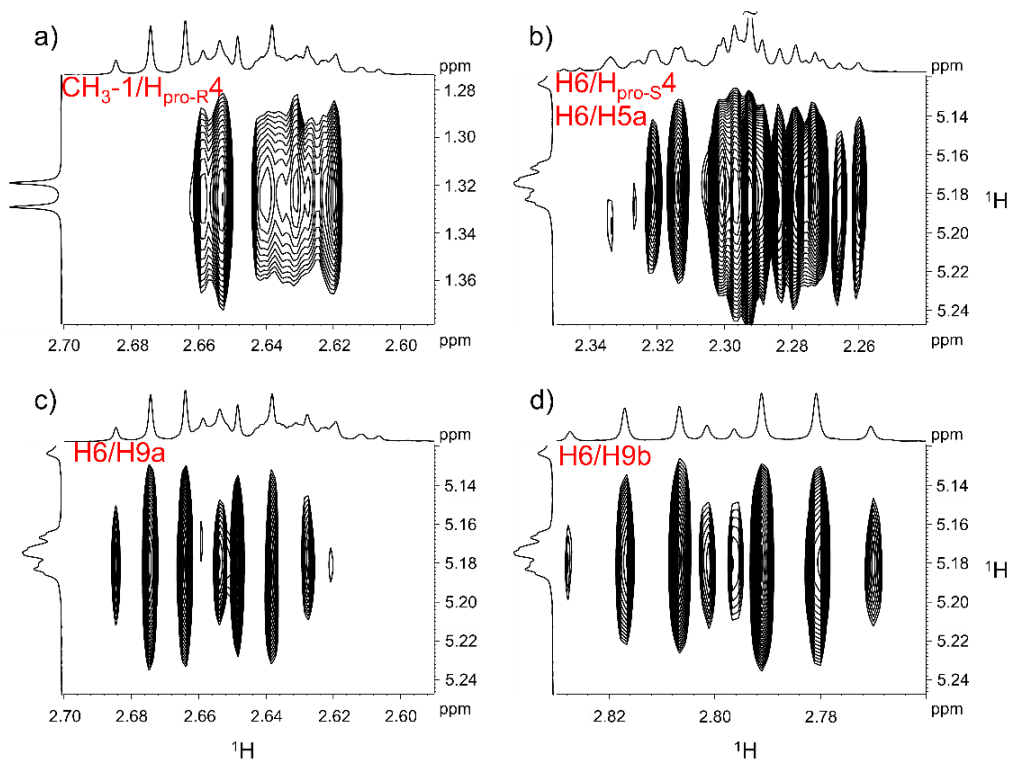 a)
ppm
CH3-1/Hpro-R4
1.28
1.30
1.32
1.34
1.36
ppm
2.70
2.68
2.66
2.64
2.62
2.60
b)
ppm
H6/Hpro-S4
H6/H5a
5.14
5.16
5.18
5.20
5.22
5.24
ppm
1H
2.34
2.32
2.30
2.28
2.26
c)
ppm
H6/H9a
5.14
5.16
5.18
5.20
5.22
5.24
ppm
2.70
2.68
2.66
2.64
2.62
2.60
1H
d)
ppm
H6/H9b
5.14
5.16
5.18
5.20
5.22
5.24
ppm
1H
2.82
2.80
2.78
1H